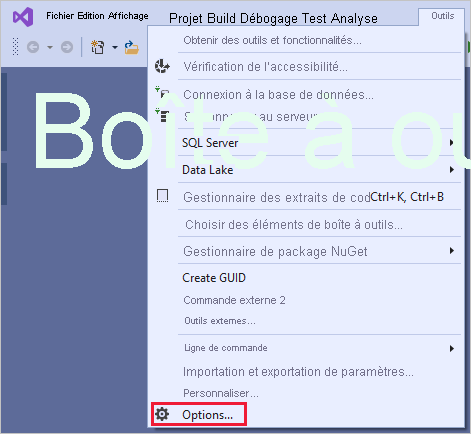 Fichier Edition Affichage Projet Build Débogage Test Analyse Outils
Obtenir des outils et fonctionnalités...
Vérification de l'accessibilité...
Connexion à la base de données...
au serveur
Boîte à ou
SQL Server
Data Lake
Gestionnaire des extraits de cod Ctrl+K, Ctrl+B
Choisir des éléments de boîte à outils...
Gestionnaire de package NuGet
Create GUID
Commande externe 2
Outils externes...
Ligne de commande
Importation et exportation de paramètres...
Personnaliser...
Options...